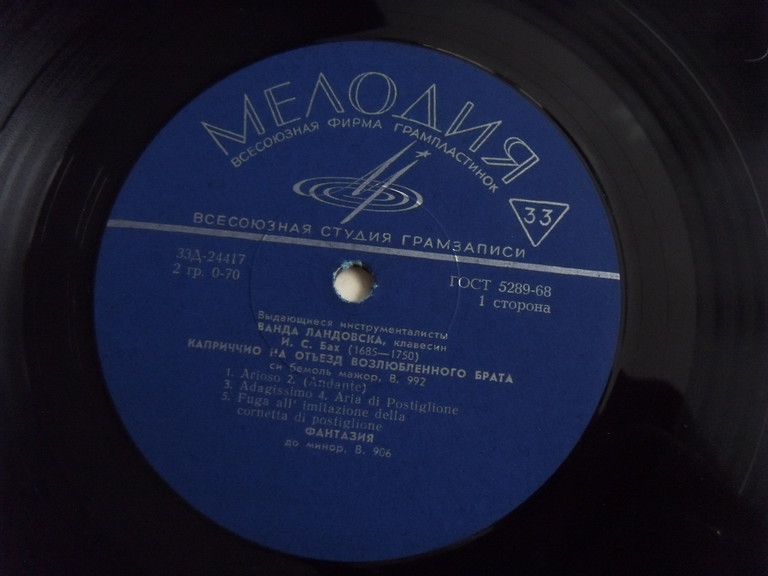 МЕЛОДИЯ
ВСЕСОЮЗНАЯ ФИРМА ГРАМПЛАСТИНОК
33
ВСЕСОЮЗНАЯ СТУДИЯ ГРАМЗАПИСИ
33Д-24417
2 гр. 0-70
ГОСТ 5289-68
1 сторона
Выдающиеся инструменталисты
ВАНДА ЛАНДОВСКА, клавесин
И. С. Бах (1685—1750)
КАПРИЧЧИО НА ОТЪЕЗД ВОЗЛЮБЛЕННОГО БРАТА
си бемоль мажор, В. 992
1. Arioso 2. (Andante)
3. Adagissimo 4. Aria di Postiglione
5. Fuga all' imitazione della
cornetta di postiglione
ФАНТАЗИЯ
до минор, В. 906